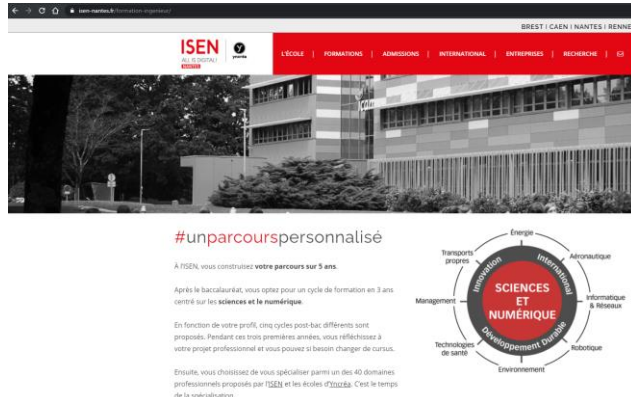 isen-nantes.fr/formation-ingenieur/
BREST | CAEN | NANTES | RENNE
ISEN
ALL IS DIGITAL!
NANTES
yncréa
L'ÉCOLE | FORMATIONS | ADMISSIONS | INTERNATIONAL | ENTREPRISES | RECHERCHE |
#unparcourspersonnalisé
À l'ISEN, vous construisez votre parcours sur 5 ans.
Après le baccalauréat, vous optez pour un cycle de formation en 3 ans
centré sur les sciences et le numérique.
En fonction de votre profil, cinq cycles post-bac différents sont
proposés. Pendant ces trois premières années, vous réfléchissez à
votre projet professionnel et vous pouvez si besoin changer de cursus.
Ensuite, vous choisissez de vous spécialiser parmi un des 40 domaines
professionnels proposés par l'ISEN et les écoles d'Yncréa. C'est le temps
de la spécialisation
Énergie
Transports
propres
Aéronautique
Innovation
International
Management
SCIENCES
ET
NUMÉRIQUE
Informatique
& Réseaux
Développement Durable
Technologies
de santé
Robotique
Environnement